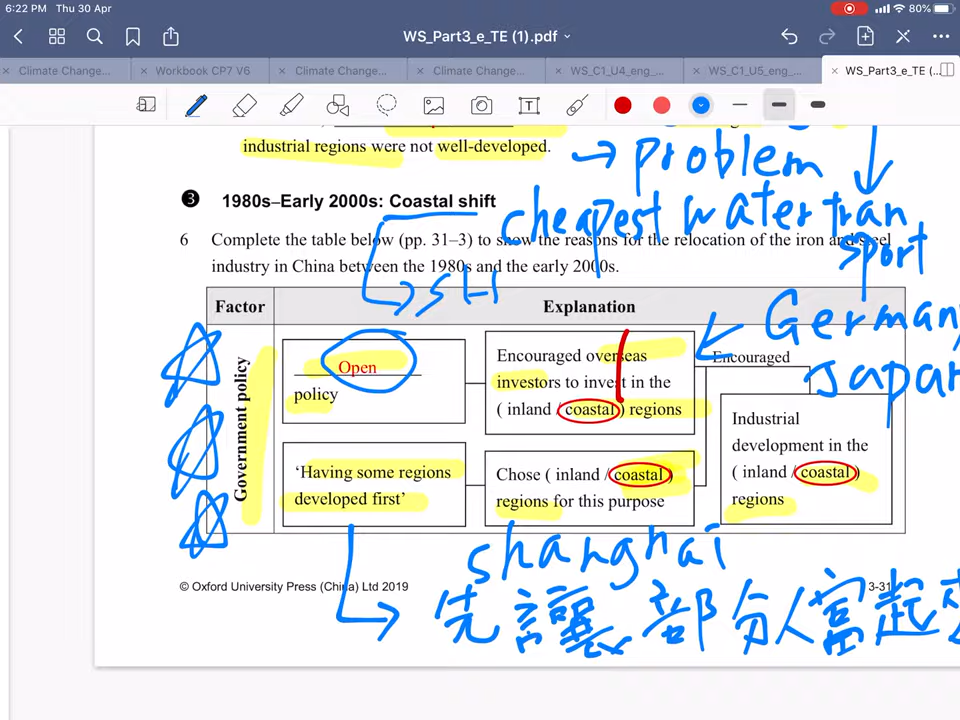 6:22 PM Thu 30 Apr
80%
WS_Part3_e_TE (1).pdf
Climate Change...
Workbook CP7 V6
Climate Change...
Climate Change...
WS_C1_U4_eng_...
WS_C1_U5_eng_...
WS_Part3_e_TE (...
industrial regions were not well-developed.
→ problem
❸ 1980s–Early 2000s: Coastal shift
cheapest water tran
sport
6 Complete the table below (pp. 31–3) to show the reasons for the relocation of the iron and steel
industry in China between the 1980s and the early 2000s.
SH
Factor
Explanation
Government policy
Open
policy
Encouraged overseas
investors to invest in the
( inland / coastal ) regions
Encouraged
Germany
Japan
'Having some regions
developed first'
Chose ( inland / coastal )
regions for this purpose
Industrial
development in the
( inland / coastal )
regions
shanghai
先讓部分人富起來
© Oxford University Press (China) Ltd 2019
3-31